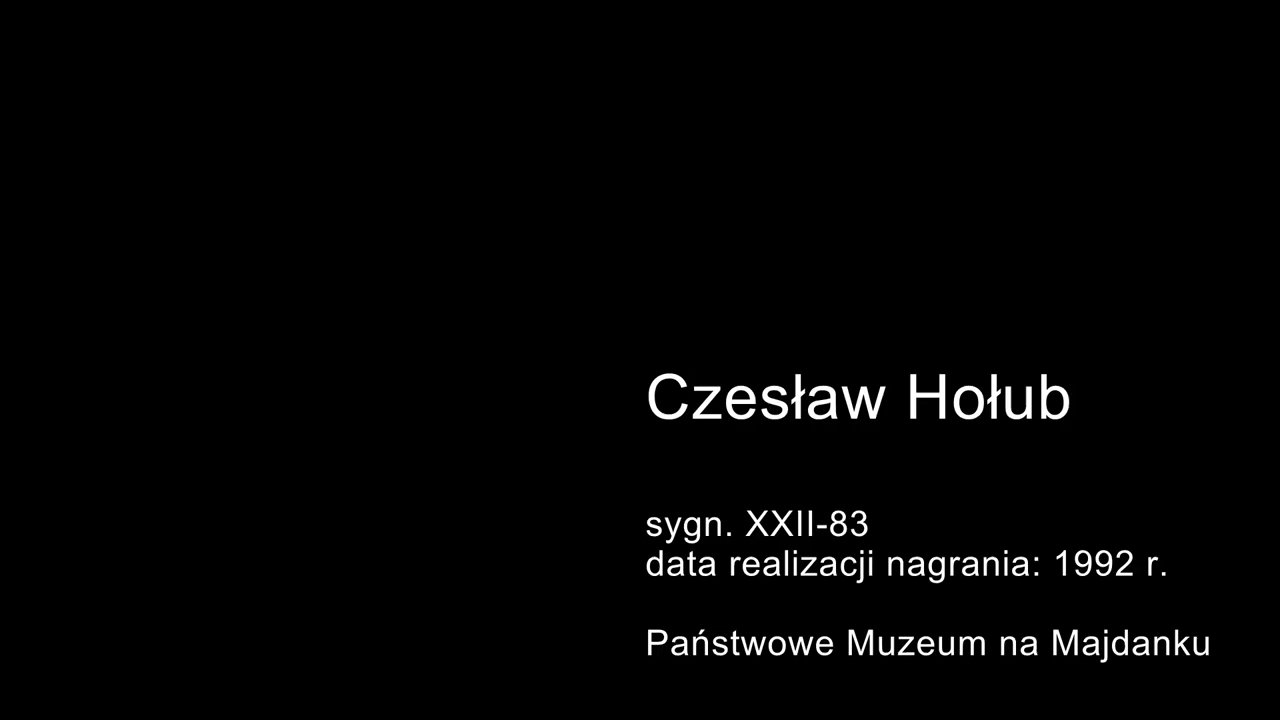 Czesław Hołub
sygn. XXII-83
data realizacji nagrania: 1992 r.
Państwowe Muzeum na Majdanku